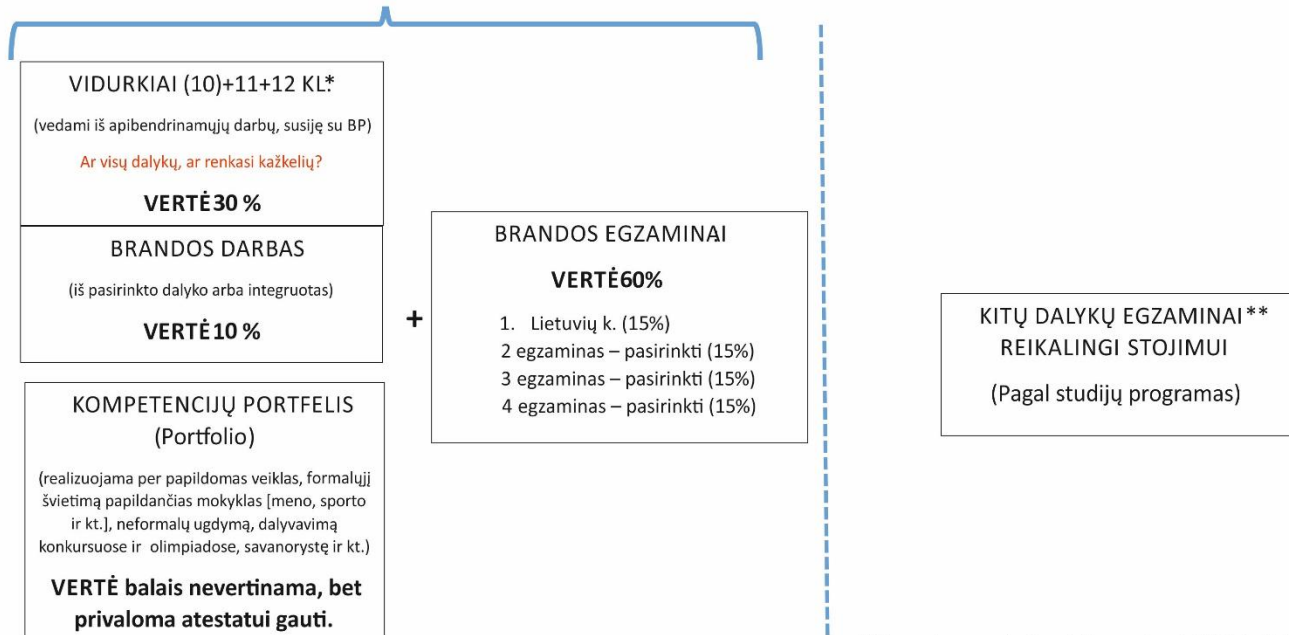 VIDURKIAI (10)+11+12 KL.*
(vedami iš apibendrinamųjų darbų, susiję su BP)
Ar visų dalykų, ar renkasi kažkelių?
VERTĖ 30 %
BRANDOS DARBAS
(iš pasirinkto dalyko arba integruotas)
VERTĖ 10 %
KOMPETENCIJŲ PORTFELIS
(Portfolio)
(realizuojama per papildomas veiklas, formalųjį
švietimą papildančias mokyklas [meno, sporto
ir kt.], neformalų ugdymą, dalyvavimą
konkursuose ir olimpiadose, savanorystę ir kt.)
VERTĖ balais nevertinama, bet
privaloma atestatui gauti.
+
BRANDOS EGZAMINAI
VERTĖ 60%
1. Lietuvių k. (15%)
2 egzaminas – pasirinkti (15%)
3 egzaminas – pasirinkti (15%)
4 egzaminas – pasirinkti (15%)
KITŲ DALYKŲ EGZAMINAI**
REIKALINGI STOJIMUI
(Pagal studijų programas)